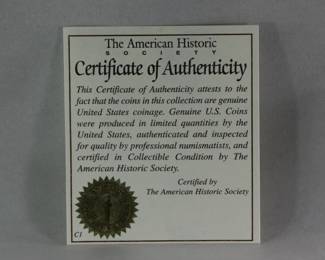 The American Historic
SOCIETY
Certificate of Authenticity
This Certificate of Authenticity attests to the
fact that the coins in this collection are genuine
United States coinage. Genuine U.S. Coins
were produced in limited quantities by the
United States, authenticated and inspected
for quality by professional numismatists, and
certified in Collectible Condition by The
American Historic Society.
Certified by
The American Historic Society
C1